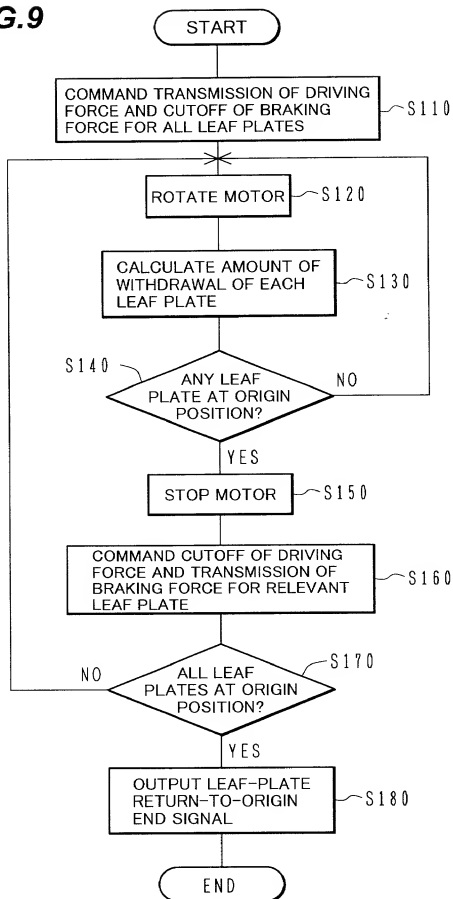 G.9
START
COMMAND TRANSMISSION OF DRIVING
FORCE AND CUTOFF OF BRAKING
FORCE FOR ALL LEAF PLATES
S110
ROTATE MOTOR
S120
CALCULATE AMOUNT OF
WITHDRAWAL OF EACH
LEAF PLATE
S130
S140
ANY LEAF
PLATE AT ORIGIN
POSITION?
NO
YES
STOP MOTOR
S150
COMMAND CUTOFF OF DRIVING
FORCE AND TRANSMISSION OF
BRAKING FORCE FOR RELEVANT
LEAF PLATE
S160
S170
NO
ALL LEAF
PLATES AT ORIGIN
POSITION?
YES
OUTPUT LEAF-PLATE
RETURN-TO-ORIGIN
END SIGNAL
S180
END